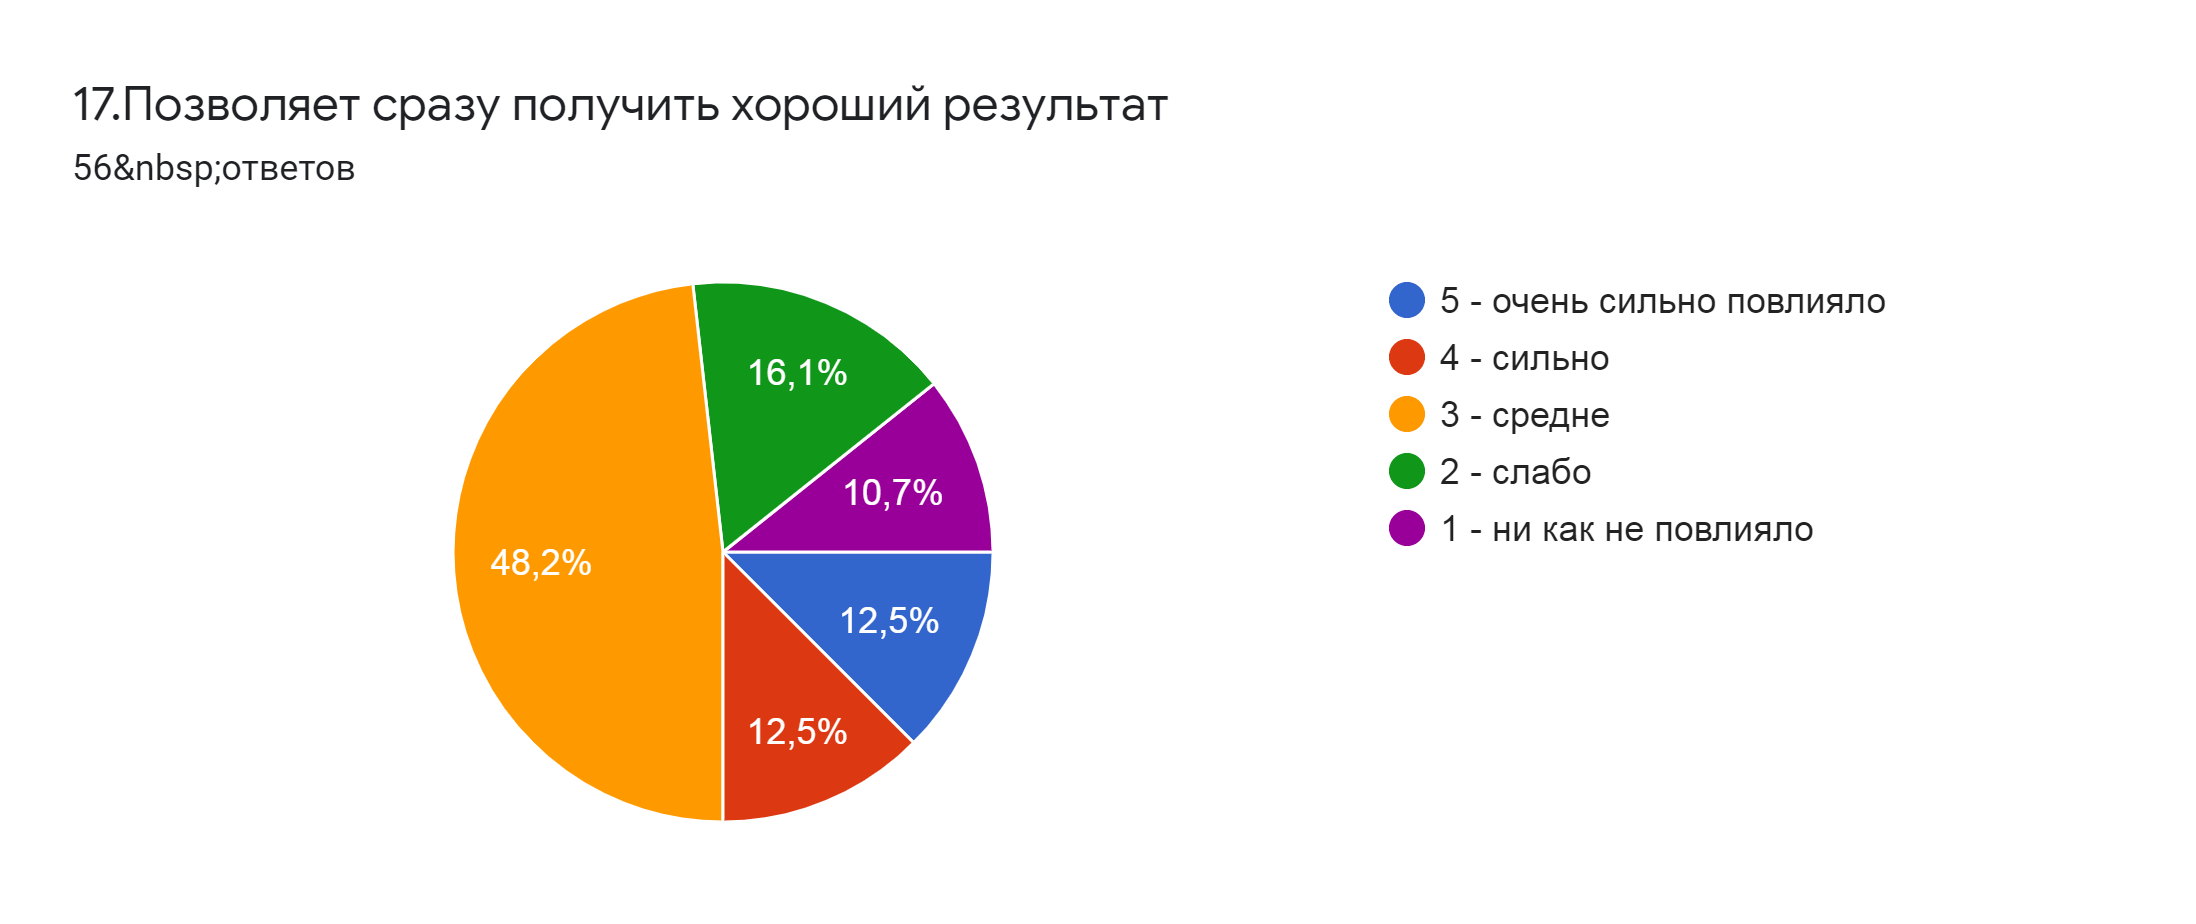 17.Позволяет сразу получить хороший результат
56&nbsp;ответов
16,1%
10,7%
48,2%
12,5%
12,5%
5 - очень сильно повлияло
4 - сильно
3 - средне
2 - слабо
1 - ни как не повлияло